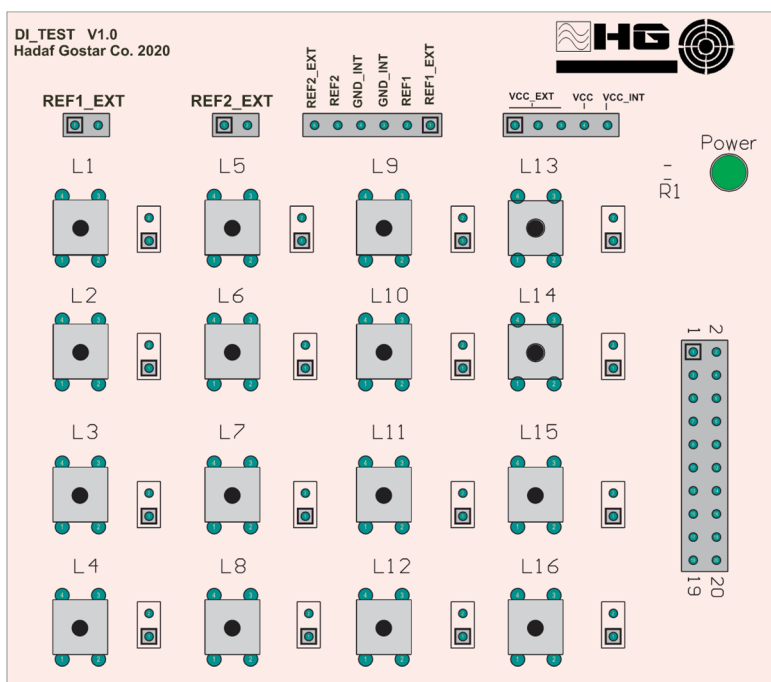 DI_TEST V1.0
Hadaf Gostar Co. 2020
HG
REF1_EXT
REF2_EXT
REF2_EXT
REF2
GND_INT
GND_INT
REF1
REF1_EXT
VCC_EXT VCC VCC_INT
Power
R1
L1 L5 L9 L13
L2 L6 L10 L14
1 2
L3 L7 L11 L15
L4 L8 L12 L16
19 20